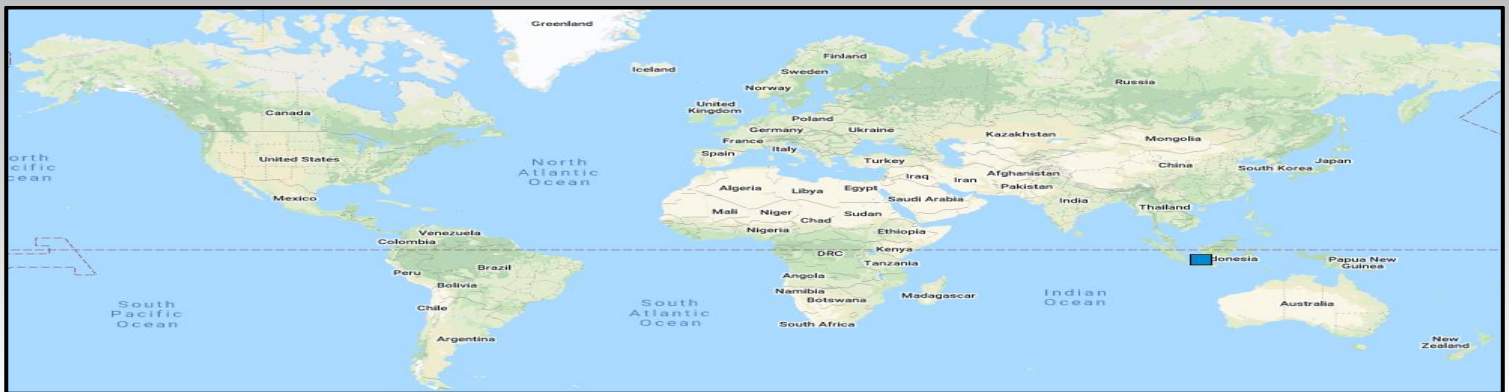 Greenland
Iceland
Finland
Sweden
Norway
Russia
United
Kingdom
Canada
Poland
Germany
Ukraine
France
Italy
Spain
Kazakhstan
Mongolia
United States
North
Atlantic
Ocean
orth
cific
cean
Turkey
China
Japan
South Korea
Afghanistan
Iraq
Iran
Pakistan
Algeria
Libya
Egypt
Saudi Arabia
India
Mexico
Mali
Niger
Chad
Sudan
Thailand
Nigeria
Ethiopia
Venezuela
Colombia
DRC
Kenya
Tanzania
donesia
Papua New
Guinea
Peru
Brazil
Bolivia
Angola
Namibia
Botswana
Madagascar
Indian
Ocean
South
Pacific
Ocean
Chile
South
Atlantic
Ocean
Australia
South Africa
Argentina
New
Zealand